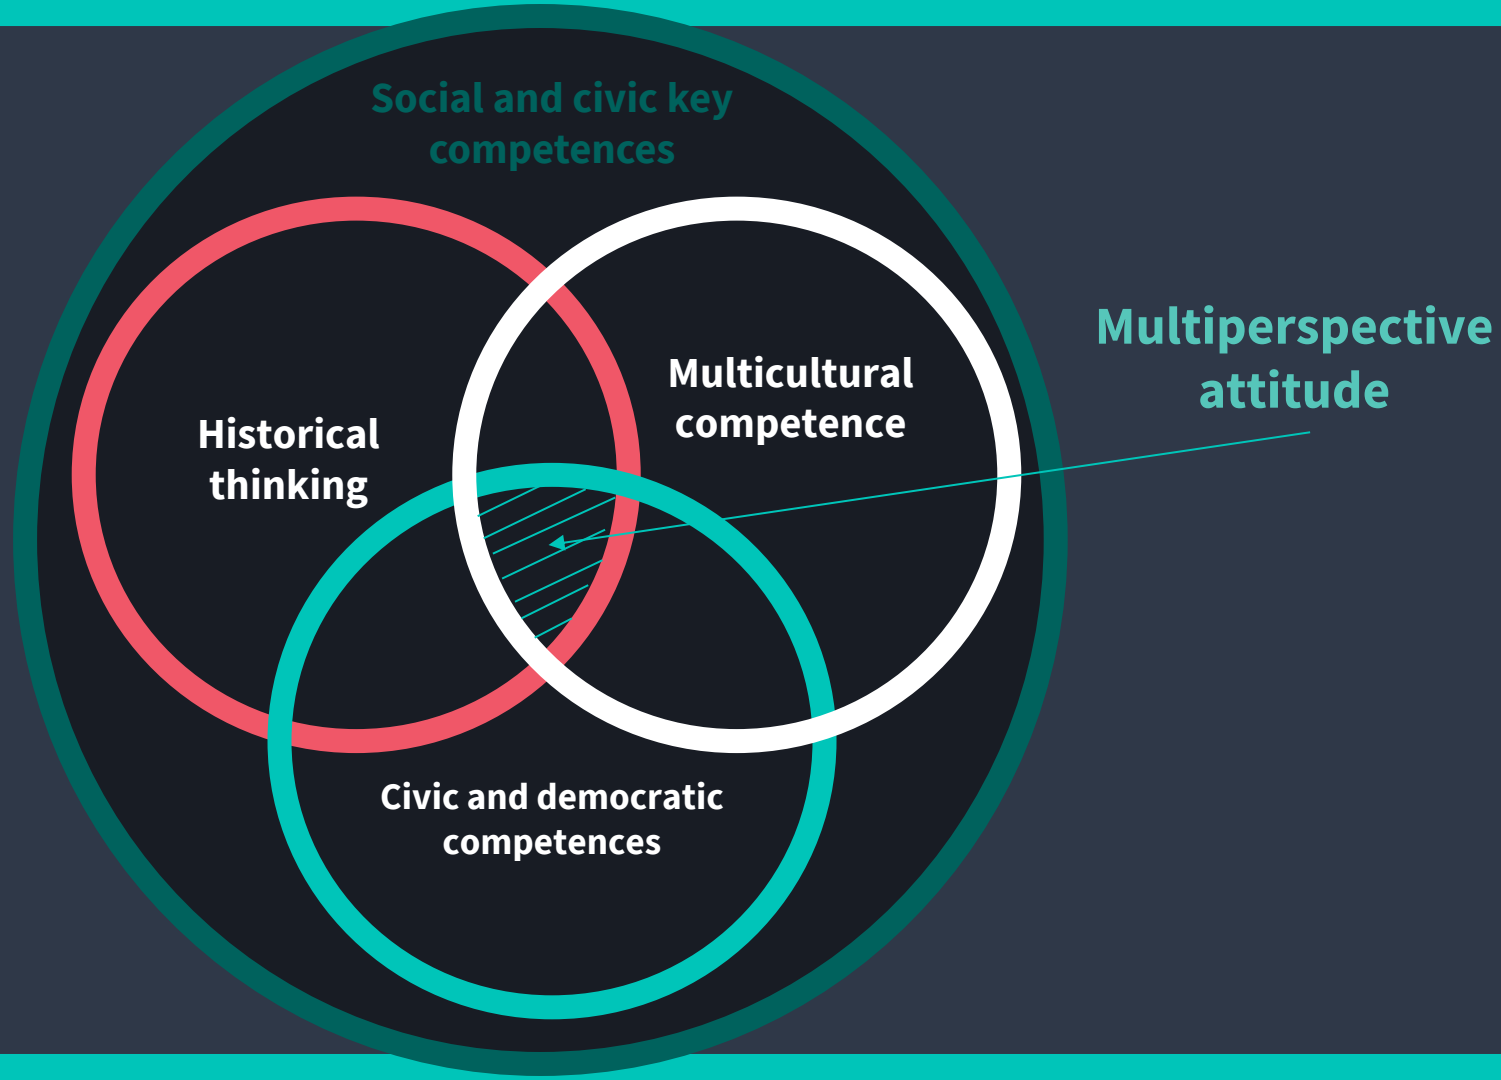 Social and civic key
competences
Multiperspective
attitude
Multicultural
competence
Historical
thinking
Civic and democratic
competences